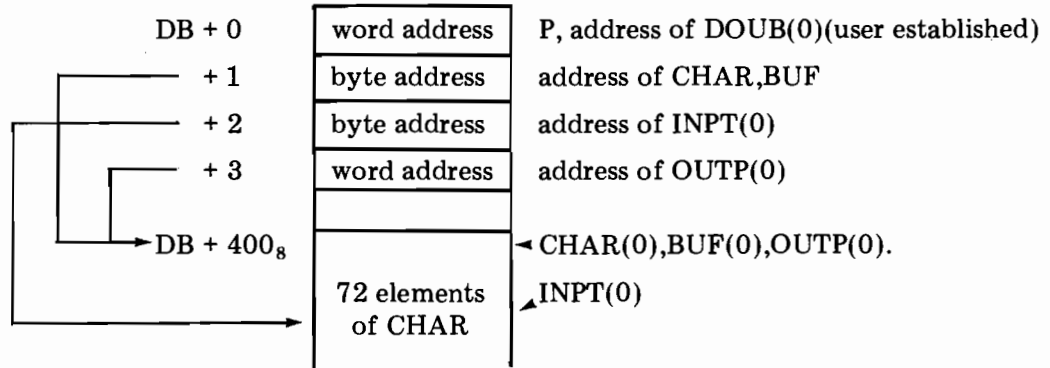 DB + 0 word address P, address of DOUB(0)(user established)
+ 1 byte address address of CHAR,BUF
+ 2 byte address address of INPT(0)
+ 3 word address address of OUTP(0)
DB + 400₈ CHAR(0),BUF(0),OUTP(0).
72 elements INPT(0)
of CHAR